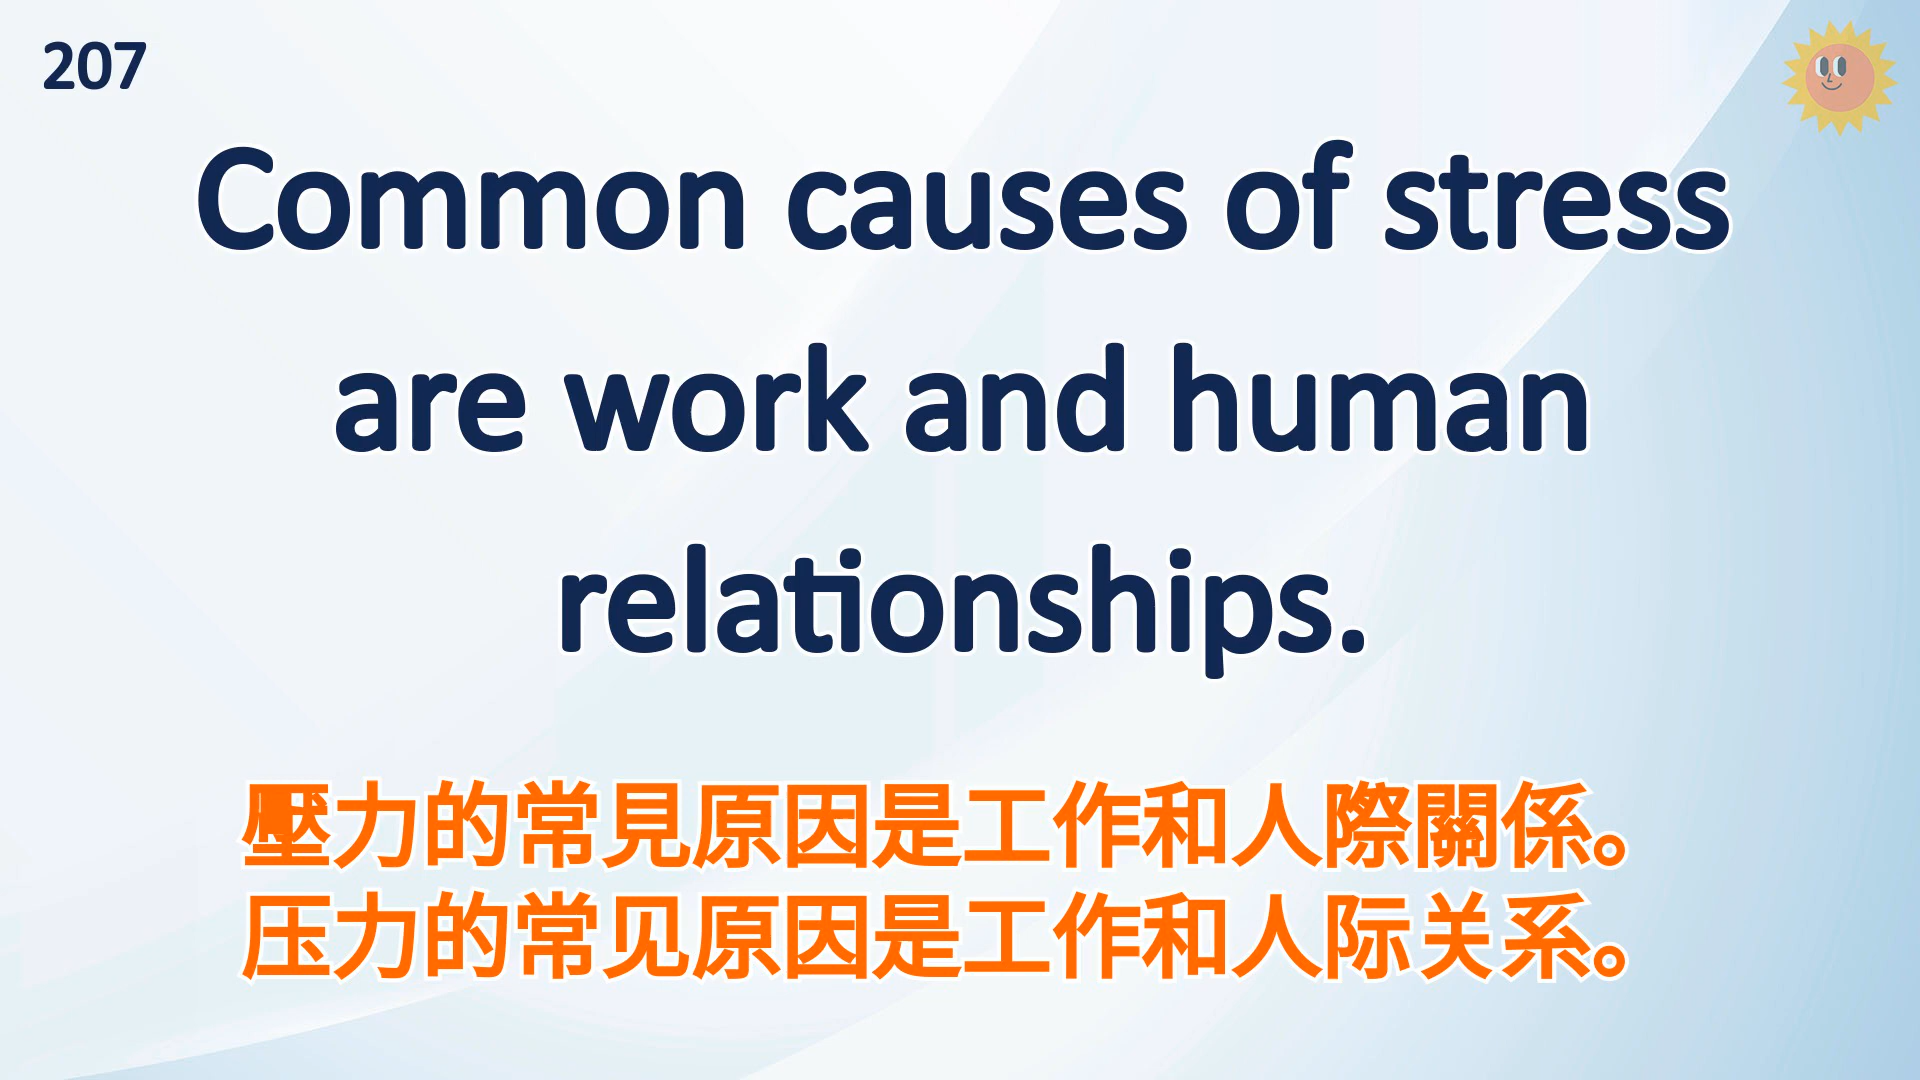 207
Common causes of stress
are work and human
relationships.
壓力的常見原因是工作和人際關係。
压力的常见原因是工作和人际关系。